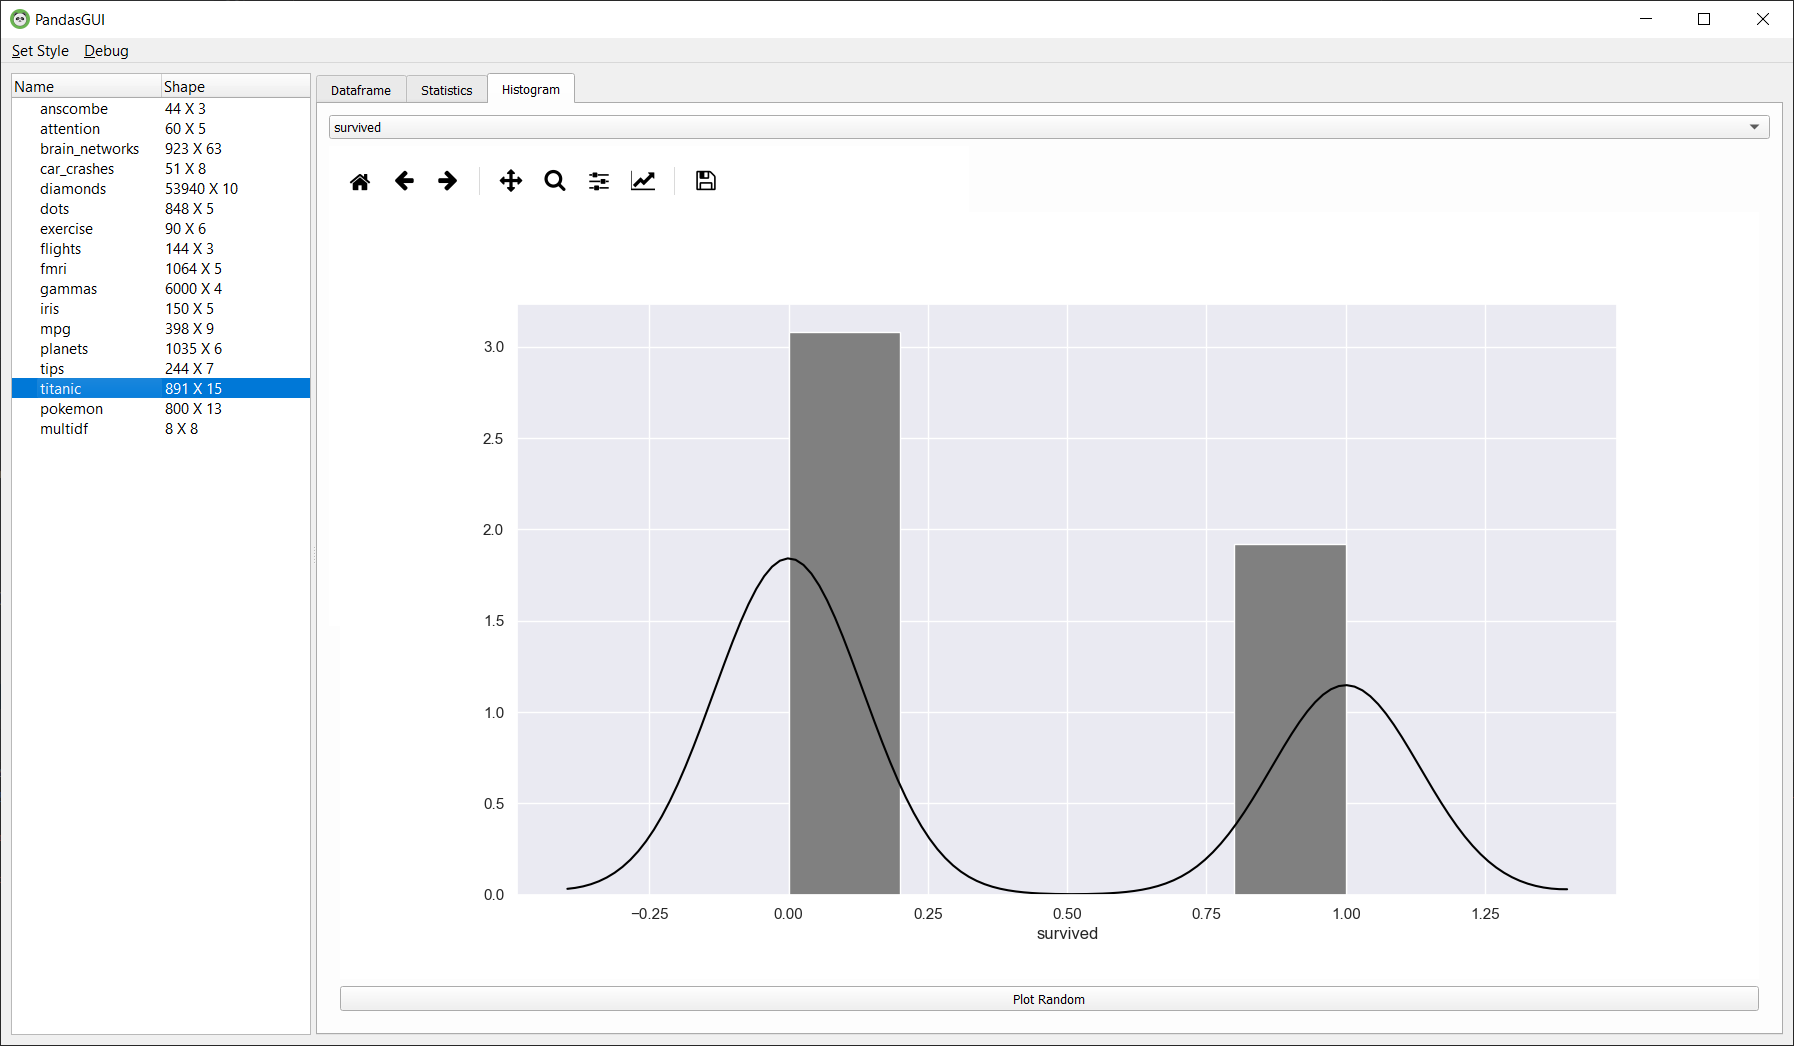 PandasGUI
Set Style Debug
Name Shape
anscombe 44 X 3
attention 60 X 5
brain_networks 923 X 63
car_crashes 51 X 8
diamonds 53940 X 10
dots 848 X 5
exercise 90 X 6
flights 144 X 3
fmri 1064 X 5
gammas 6000 X 4
iris 150 X 5
mpg 398 X 9
planets 1035 X 6
tips 244 X 7
titanic 891 X 15
pokemon 800 X 13
multidf 8 X 8
Dataframe Statistics Histogram
survived
3.0
2.5
2.0
1.5
1.0
0.5
0.0
−0.25 0.00 0.25 0.50 0.75 1.00 1.25
survived
Plot Random